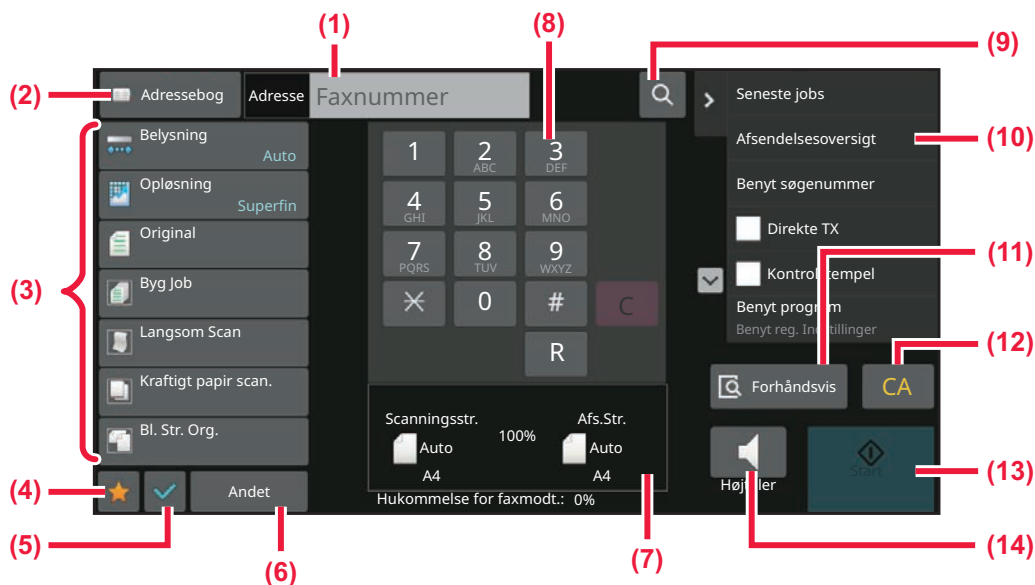 (1)
(8)
(9)
(2)
Adressebog
Adresse
Faxnummer
Seneste jobs
(3)
Belysning
Auto
1
2
ABC
3
DEF
Afsendelsesoversigt
(10)
Opløsning
Superfin
4
GHI
5
JKL
6
MNO
Benyt søgenummer
Original
7
PQRS
8
TUV
9
WXYZ
Direkte TX
(11)
Byg Job
0
#
C
Benyt program
Benyt reg.
Langsom Scan
R
(12)
Kraftigt papir scan.
Forhåndsvis
CA
Bl. Str. Org.
Scanningsstr.
Auto
A4
100%
Afs.Str.
Auto
A4
Start
(13)
(4)
Andet
Hukommelse for faxmodt.: 0%
(5)
(6)
(7)
(14)